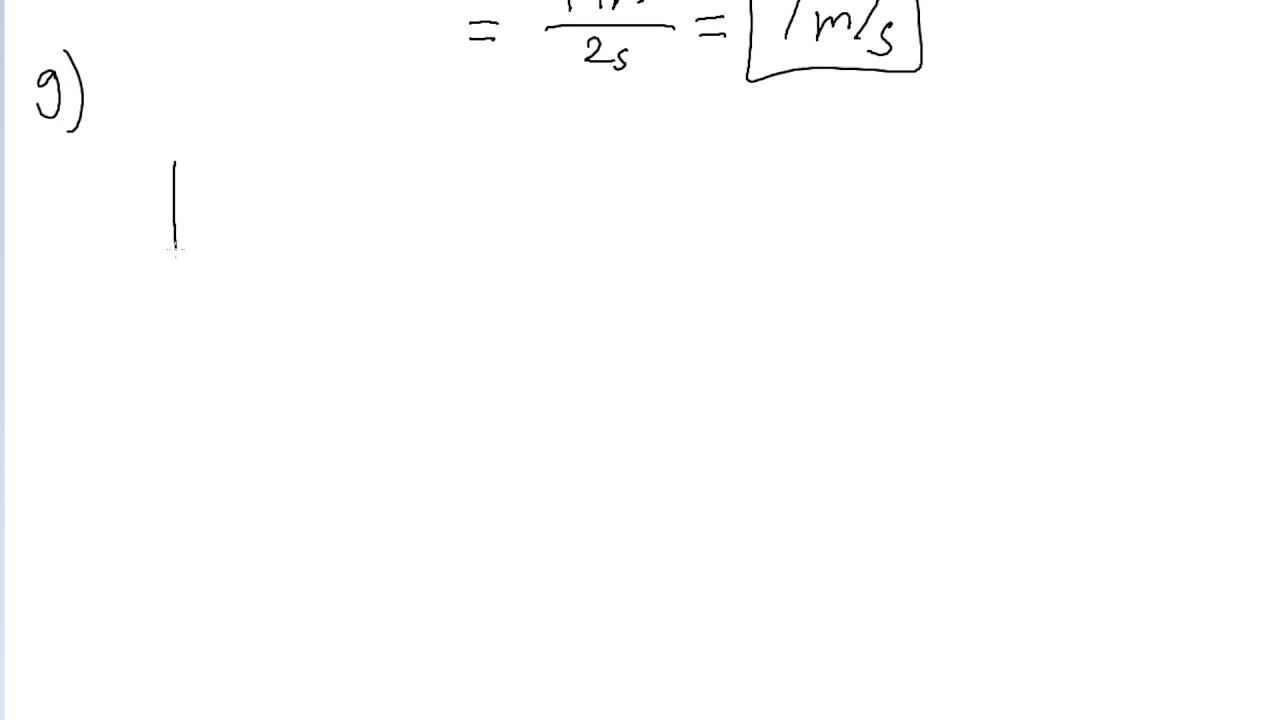 = / 2s = 7 m/s
g)